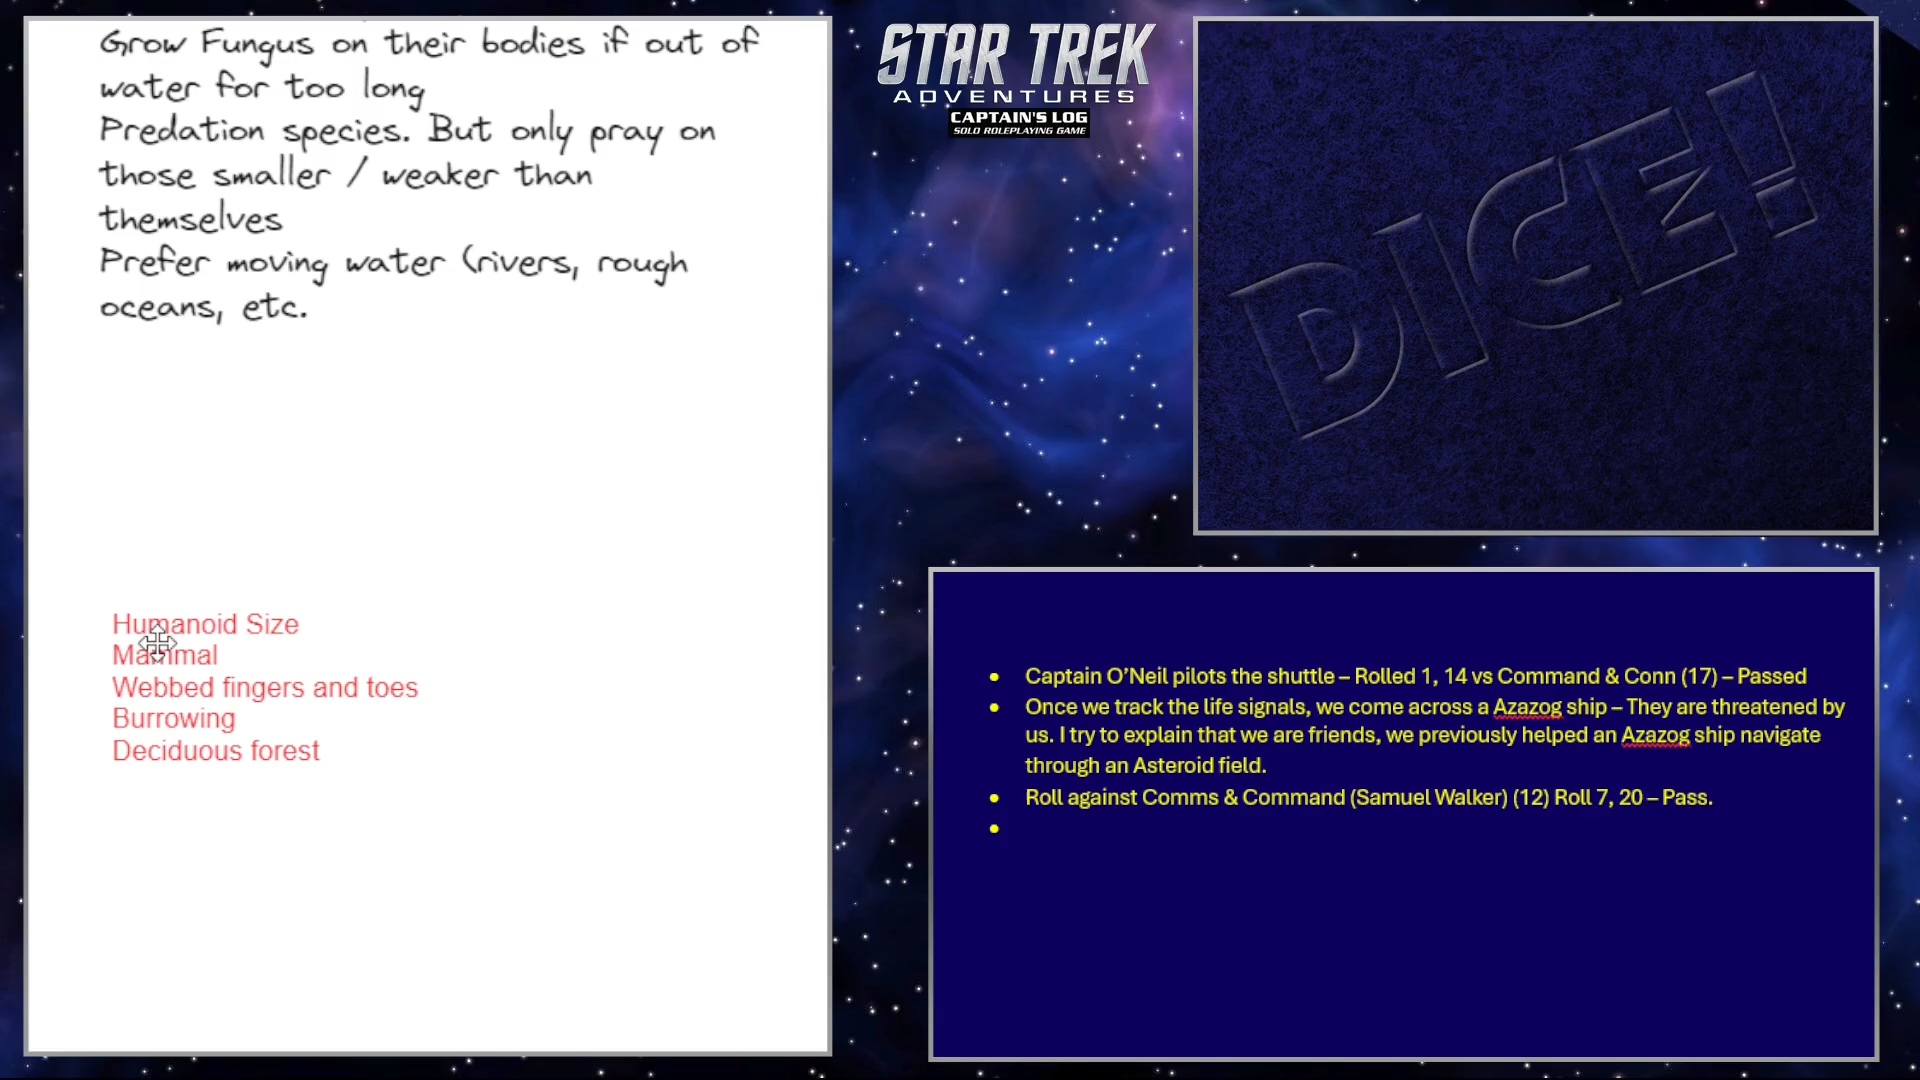 Grow Fungus on their bodies if out of
water for too long
Predation species. But only pray on
those smaller / weaker than
themselves
Prefer moving water (rivers, rough
oceans, etc.
Humanoid Size
Mammal
Webbed fingers and toes
Burrowing
Deciduous forest
STAR TREK
ADVENTURES
CAPTAIN'S LOG
SOLO ROLEPLAYING GAME
DICE!
• Captain O’Neil pilots the shuttle – Rolled 1, 14 vs Command & Conn (17) – Passed
• Once we track the life signals, we come across a Azazog ship – They are threatened by
us. I try to explain that we are friends, we previously helped an Azazog ship navigate
through an Asteroid field.
• Roll against Comms & Command (Samuel Walker) (12) Roll 7, 20 – Pass.
•